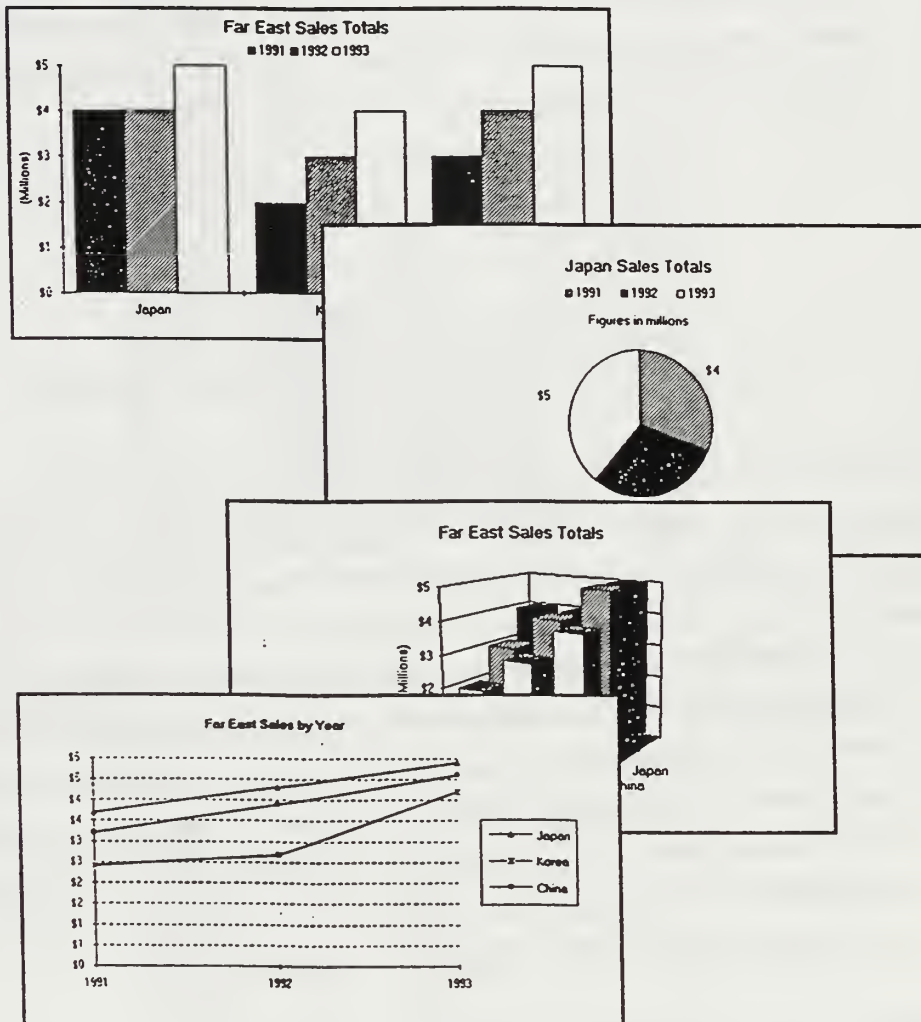 Far East Sales Totals
1991 1992 1993
$5
$4
$3
$2
$1
$0
(Millions)
Japan
K
Japan Sales Totals
1991 1992 1993
Figures in millions
$4
$5
Far East Sales Totals
$5
$4
$3
$2
Millions)
Japan
hina
Far East Sales by Year
$5
$5
$4
$4
$3
$3
$2
$2
$1
$1
$0
1991
1992
1993
Japan
Korea
China